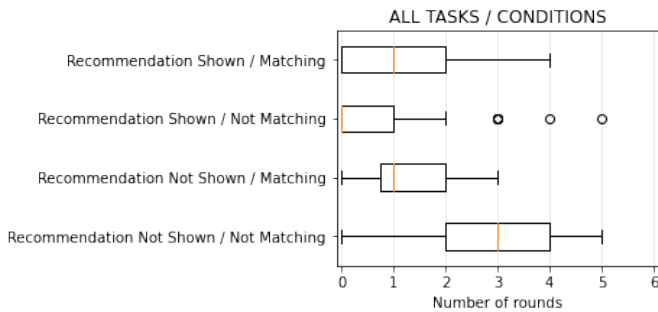 ALL TASKS / CONDITIONS
Recommendation Shown / Matching
Recommendation Shown / Not Matching
Recommendation Not Shown / Matching
Recommendation Not Shown / Not Matching
0 1 2 3 4 5 6
Number of rounds